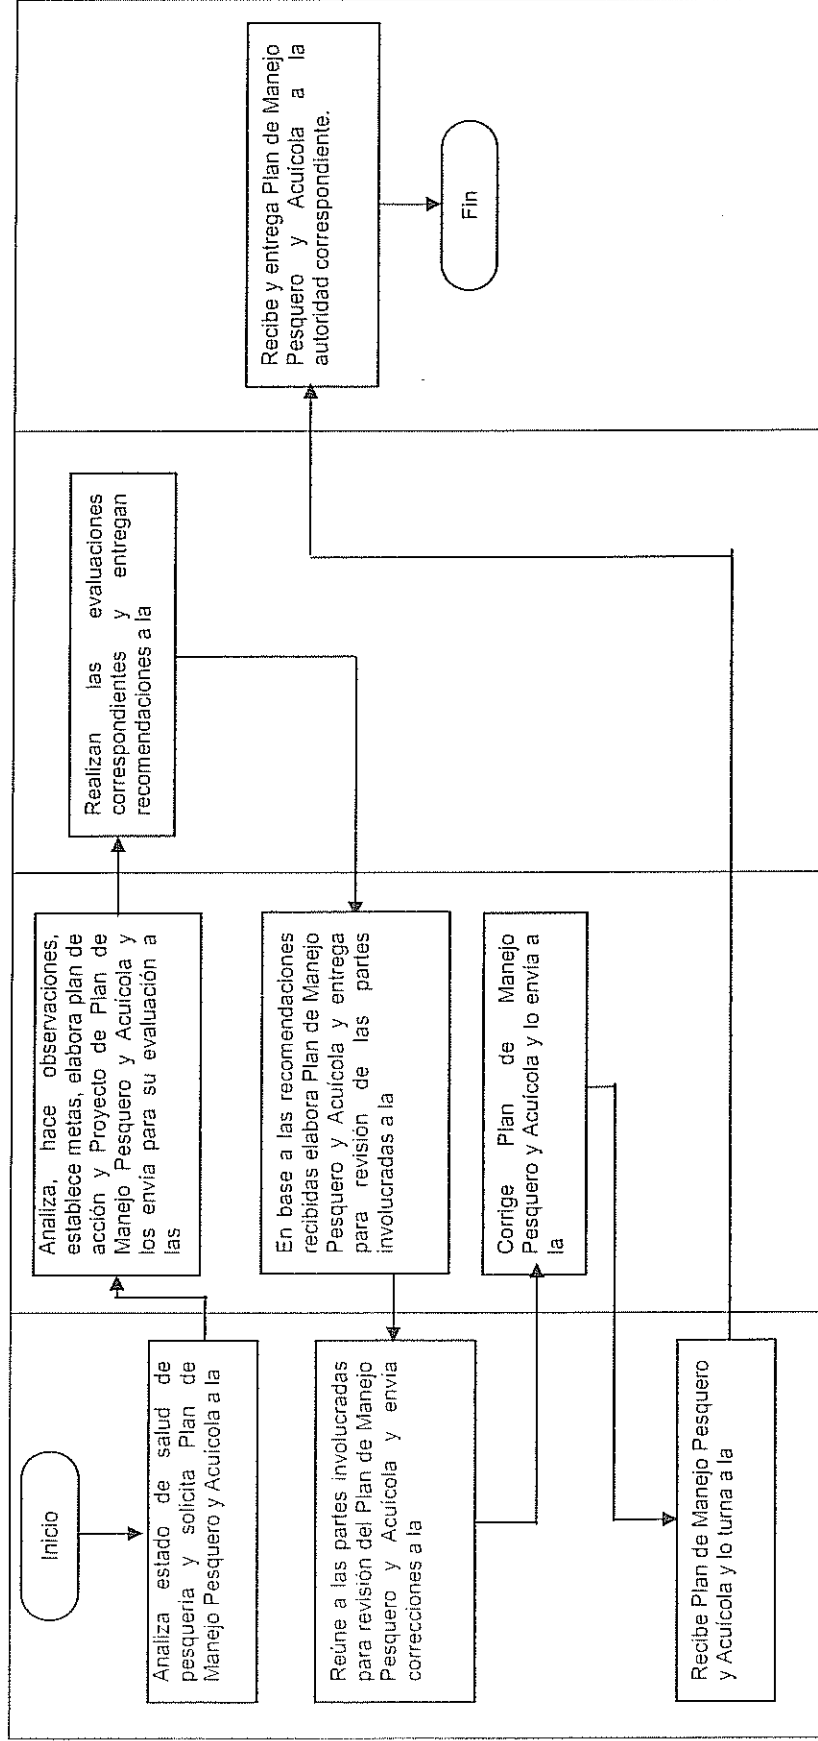 Inicio
Analiza estado de salud de
pesquería y solicita Plan de
Manejo Pesquero y Acuícola a la
Analiza, hace observaciones,
establece metas, elabora plan de
acción y Proyecto de Plan de
Manejo Pesquero y Acuícola y
los envía para su evaluación a
las
Realizan las evaluaciones
correspondientes y entregan
recomendaciones a la
En base a las recomendaciones
recibidas elabora Plan de Manejo
Pesquero y Acuícola y entrega
para revisión de las partes
involucradas a la
Reúne a las partes involucradas
para revisión del Plan de Manejo
Pesquero y Acuícola y envía
correcciones a la
Corrige Plan de Manejo
Pesquero y Acuícola y lo envía a
la
Recibe Plan de Manejo Pesquero
y Acuícola y lo turna a la
Recibe y entrega Plan de Manejo
Pesquero y Acuícola a la
autoridad correspondiente.
Fin